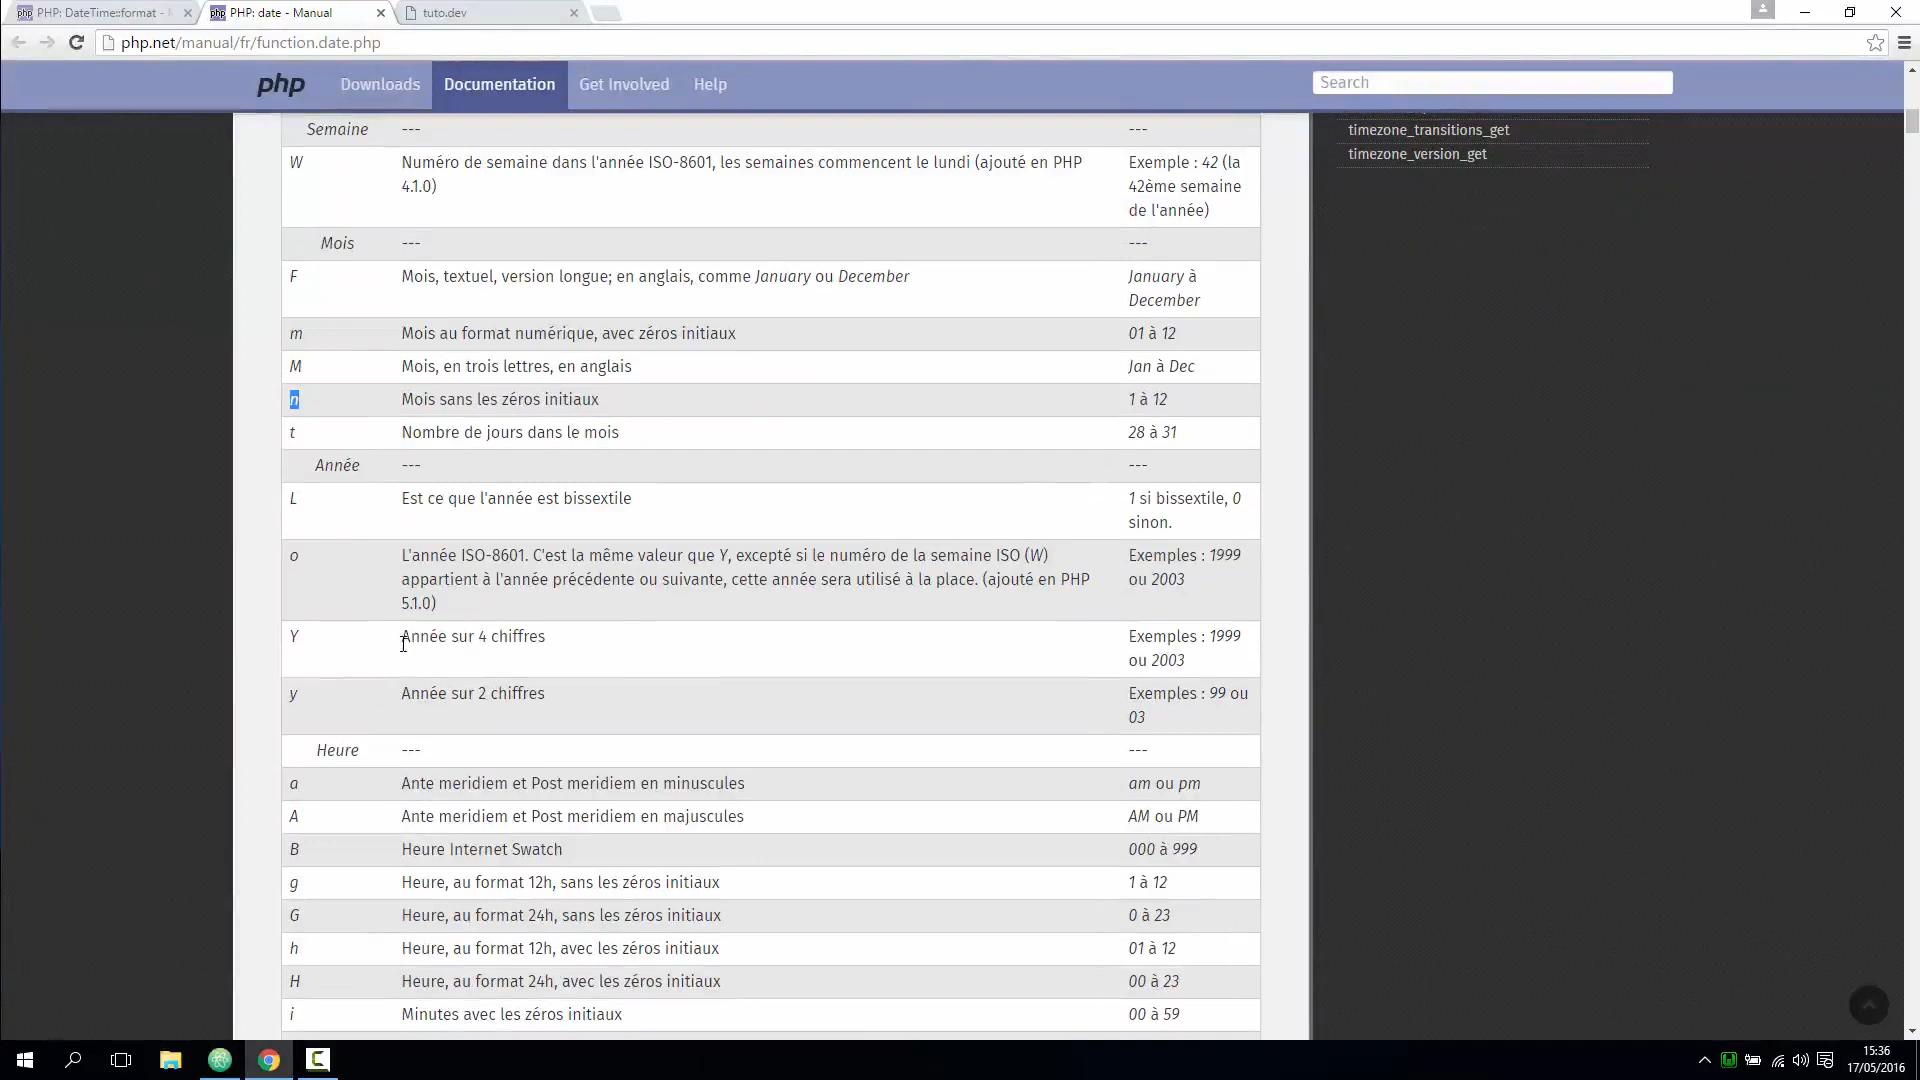 PHP: DateTime::format -
PHP: date - Manual
tuto.dev
php.net/manual/fr/function.date.php
php
Downloads
Documentation
Get Involved
Help
Search
Semaine
---
---
W
Numéro de semaine dans l'année ISO-8601, les semaines commencent le lundi (ajouté en PHP
4.1.0)
Exemple : 42 (la
42ème semaine
de l'année)
Mois
---
---
F
Mois, textuel, version longue; en anglais, comme January ou December
January à
December
m
Mois au format numérique, avec zéros initiaux
01 à 12
M
Mois, en trois lettres, en anglais
Jan à Dec
n
Mois sans les zéros initiaux
1 à 12
t
Nombre de jours dans le mois
28 à 31
Année
---
---
L
Est ce que l'année est bissextile
1 si bissextile, 0
sinon.
o
L'année ISO-8601. C'est la même valeur que Y, excepté si le numéro de la semaine ISO (W)
appartient à l'année précédente ou suivante, cette année sera utilisé à la place. (ajouté en PHP
5.1.0)
Exemples : 1999
ou 2003
Y
Année sur 4 chiffres
Exemples : 1999
ou 2003
y
Année sur 2 chiffres
Exemples : 99 ou
03
Heure
---
---
a
Ante meridiem et Post meridiem en minuscules
am ou pm
A
Ante meridiem et Post meridiem en majuscules
AM ou PM
B
Heure Internet Swatch
000 à 999
g
Heure, au format 12h, sans les zéros initiaux
1 à 12
G
Heure, au format 24h, sans les zéros initiaux
0 à 23
h
Heure, au format 12h, avec les zéros initiaux
01 à 12
H
Heure, au format 24h, avec les zéros initiaux
00 à 23
i
Minutes avec les zéros initiaux
00 à 59
timezone_transitions_get
timezone_version_get
15:36
17/05/2016